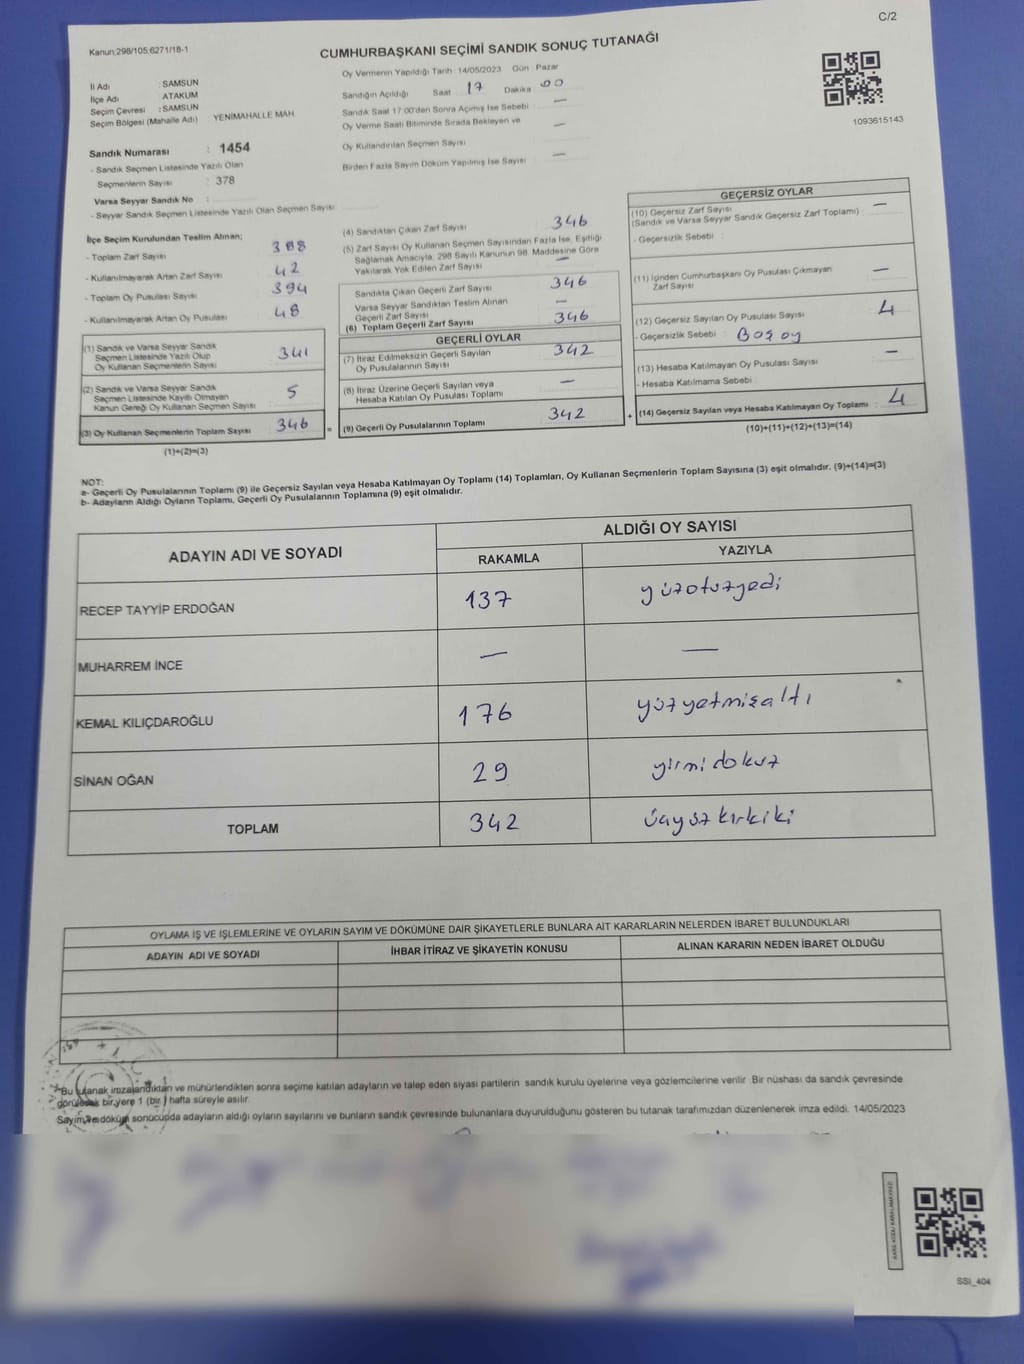 C/2
Kanun;298/105,6271/18-1
CUMHURBAŞKANI SEÇİMİ SANDIK SONUÇ TUTANAĞI
Oy Vermenin Yapıldığı Tarih : 14/05/2023 Gün : Pazar
İl Adı : SAMSUN
İlçe Adı : ATAKUM
Seçim Çevresi : SAMSUN
Seçim Bölgesi (Mahalle Adı) : YENİMAHALLE MAH.
Sandığın Açıldığı Saat 17 Dakika 00
Sandık Saat 17:00'den Sonra Açılmış İse Sebebi —
Oy Verme Saati Bitiminde Sırada Bekleyen ve
Oy Kullandırılan Seçmen Sayısı —
Birden Fazla Sayım Döküm Yapılmış İse Sayısı —
1093615143
Sandık Numarası : 1454
- Sandık Seçmen Listesinde Yazılı Olan
Seçmenlerin Sayısı : 378
Varsa Seyyar Sandık No :
- Seyyar Sandık Seçmen Listesinde Yazılı Olan Seçmen Sayısı
İlçe Seçim Kurulundan Teslim Alınan;
- Toplam Zarf Sayısı 388
- Kullanılmayarak Artan Zarf Sayısı 42
- Toplam Oy Pusulası Sayısı 394
- Kullanılmayarak Artan Oy Pusulası 48
(1) Sandık ve Varsa Seyyar Sandık
Seçmen Listesinde Yazılı Olup
Oy Kullanan Seçmenlerin Sayısı 341
(2) Sandık ve Varsa Seyyar Sandık
Seçmen Listesinde Kayıtlı Olmayan
Kanun Gereği Oy Kullanan Seçmen Sayısı 5
(3) Oy Kullanan Seçmenlerin Toplam Sayısı 346
(1)+(2)=(3)
(4) Sandıktan Çıkan Zarf Sayısı 346
(5) Zarf Sayısı Oy Kullanan Seçmen Sayısından Fazla İse, Eşitliği
Sağlamak Amacıyla, 298 Sayılı Kanunun 98. Maddesine Göre
Yakılarak Yok Edilen Zarf Sayısı —
Sandıkta Çıkan Geçerli Zarf Sayısı 346
Varsa Seyyar Sandıktan Teslim Alınan
Geçerli Zarf Sayısı —
(6) Toplam Geçerli Zarf Sayısı 346
GEÇERLİ OYLAR
(7) İtiraz Edilmeksizin Geçerli Sayılan
Oy Pusulalarının Sayısı 342
(8) İtiraz Üzerine Geçerli Sayılan veya
Hesaba Katılan Oy Pusulası Toplamı —
= (9) Geçerli Oy Pusulalarının Toplamı 342
GEÇERSİZ OYLAR
(10) Geçersiz Zarf Sayısı —
(Sandık ve Varsa Seyyar Sandık Geçersiz Zarf Toplamı)
- Geçersizlik Sebebi :
(11) İçinden Cumhurbaşkanı Oy Pusulası Çıkmayan
Zarf Sayısı —
(12) Geçersiz Sayılan Oy Pusulası Sayısı 4
- Geçersizlik Sebebi : Boş oy
(13) Hesaba Katılmayan Oy Pusulası Sayısı —
- Hesaba Katılmama Sebebi :
+ (14) Geçersiz Sayılan veya Hesaba Katılmayan Oy Toplamı : 4
(10)+(11)+(12)+(13)=(14)
NOT:
a- Geçerli Oy Pusulalarının Toplamı (9) ile Geçersiz Sayılan veya Hesaba Katılmayan Oy Toplamı (14) Toplamları, Oy Kullanan Seçmenlerin Toplam Sayısına (3) eşit olmalıdır. (9)+(14)=(3)
b- Adayların Aldığı Oyların Toplamı, Geçerli Oy Pusulalarının Toplamına (9) eşit olmalıdır.
ADAYIN ADI VE SOYADI ALDIĞI OY SAYISI
RAKAMLA YAZIYLA
RECEP TAYYİP ERDOĞAN 137 yüzotuzyedi
MUHARREM İNCE — —
KEMAL KILIÇDAROĞLU 176 yüzyetmişaltı
SİNAN OĞAN 29 yirmidokuz
TOPLAM 342 üçyüzkırkiki
OYLAMA İŞ VE İŞLEMLERİNE VE OYLARIN SAYIM VE DÖKÜMÜNE DAİR ŞİKAYETLERLE BUNLARA AİT KARARLARIN NELERDEN İBARET BULUNDUKLARI
ADAYIN ADI VE SOYADI İHBAR İTİRAZ VE ŞİKAYETİN KONUSU ALINAN KARARIN NEDEN İBARET OLDUĞU
*Bu tutanak imzalandıktan ve mühürlendikten sonra seçime katılan adayların ve talep eden siyasi partilerin sandık kurulu üyelerine veya gözlemcilerine verilir. Bir nüshası da sandık çevresinde
görülecek bir yere 1 (bir ) hafta süreyle asılır.
Sayım ve döküm sonucunda adayların aldığı oyların sayılarını ve bunların sandık çevresinde bulunanlara duyurulduğunu gösteren bu tutanak tarafımızdan düzenlenerek imza edildi. 14/05/2023
SSI_404